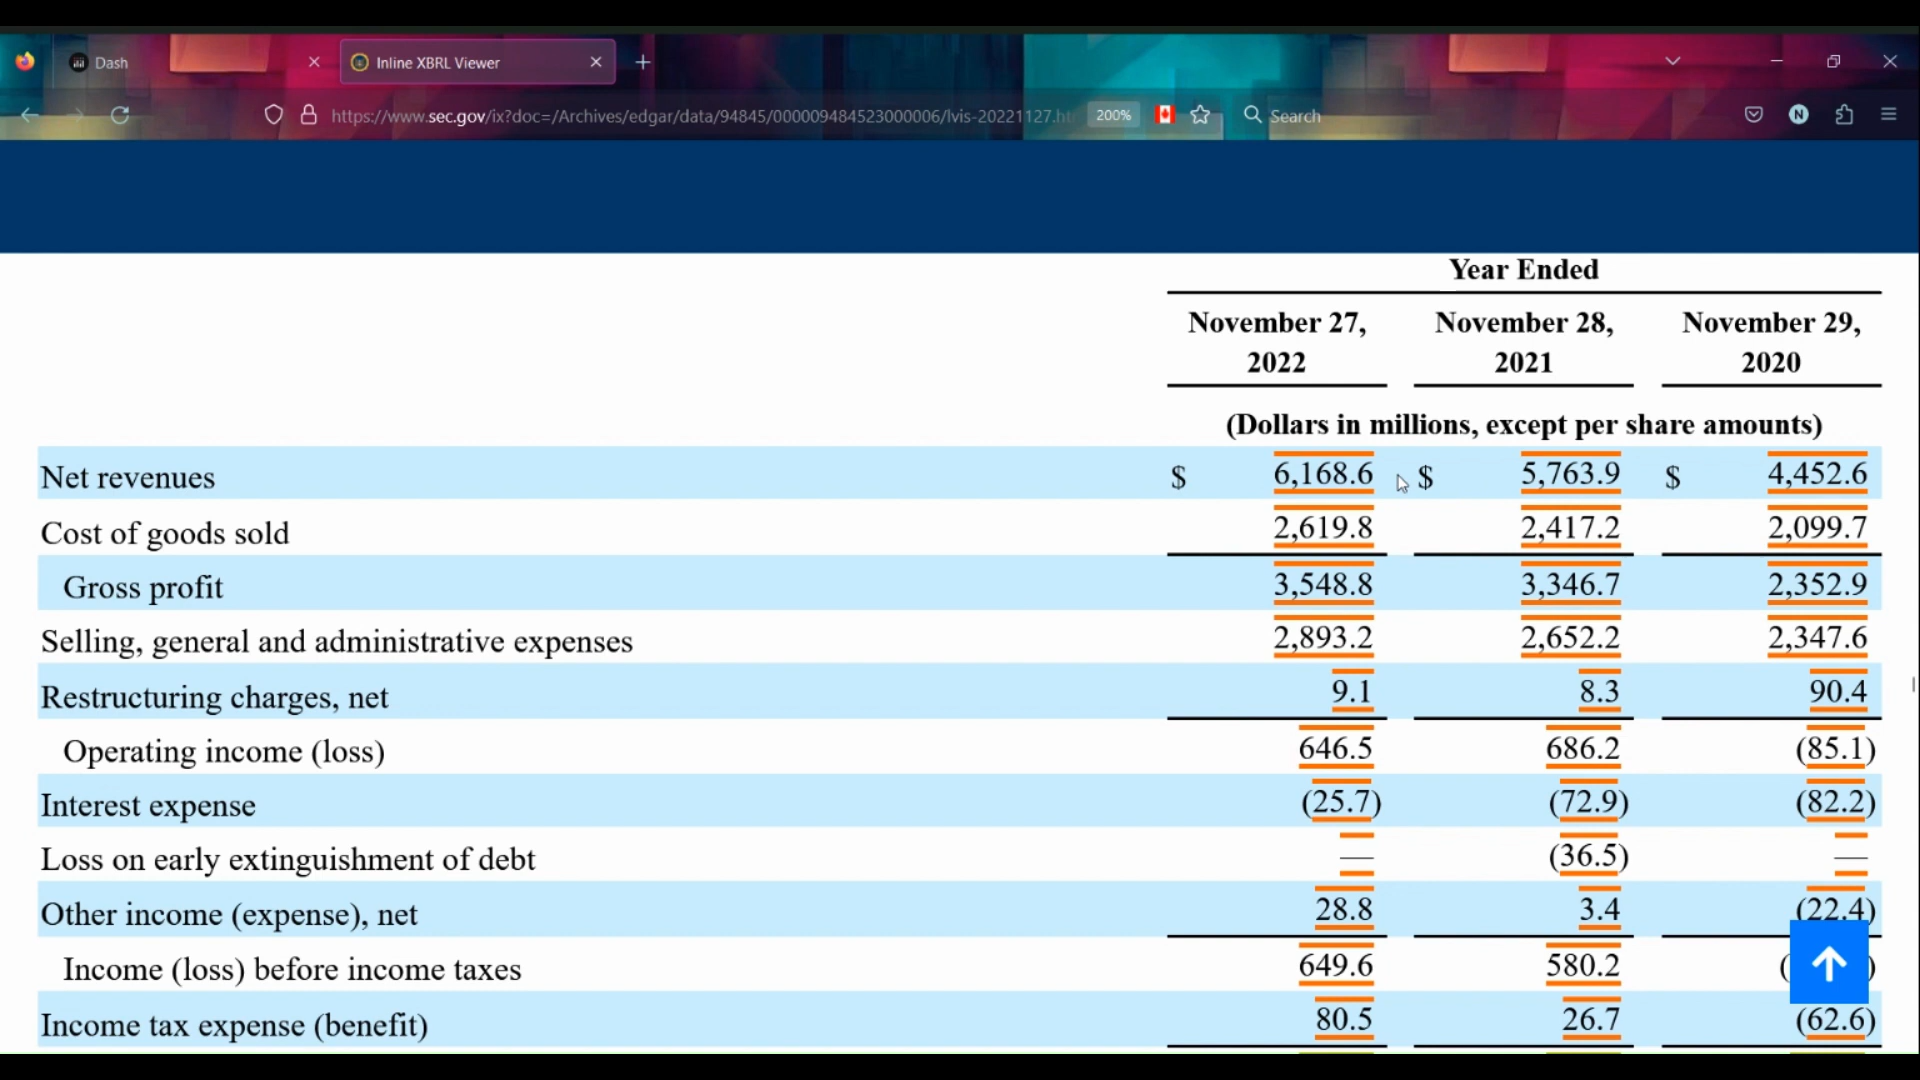 Dash
Inline XBRL Viewer
https://www.sec.gov/ix?doc=/Archives/edgar/data/94845/000009484523000006/lvis-20221127.ht
200%
Search
N
Year Ended
November 27, 2022 November 28, 2021 November 29, 2020
(Dollars in millions, except per share amounts)
Net revenues $ 6,168.6 $ 5,763.9 $ 4,452.6
Cost of goods sold 2,619.8 2,417.2 2,099.7
Gross profit 3,548.8 3,346.7 2,352.9
Selling, general and administrative expenses 2,893.2 2,652.2 2,347.6
Restructuring charges, net 9.1 8.3 90.4
Operating income (loss) 646.5 686.2 (85.1)
Interest expense (25.7) (72.9) (82.2)
Loss on early extinguishment of debt — (36.5) —
Other income (expense), net 28.8 3.4 (22.4)
Income (loss) before income taxes 649.6 580.2
Income tax expense (benefit) 80.5 26.7 (62.6)